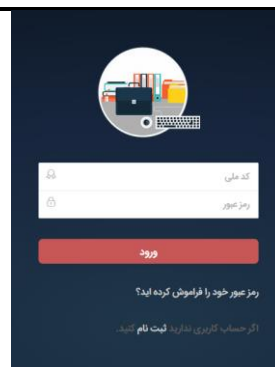 کد ملی
رمز عبور
ورود
رمز عبور خود را فراموش کرده اید؟
اگر حساب کاربری ندارید ثبت نام کنید.